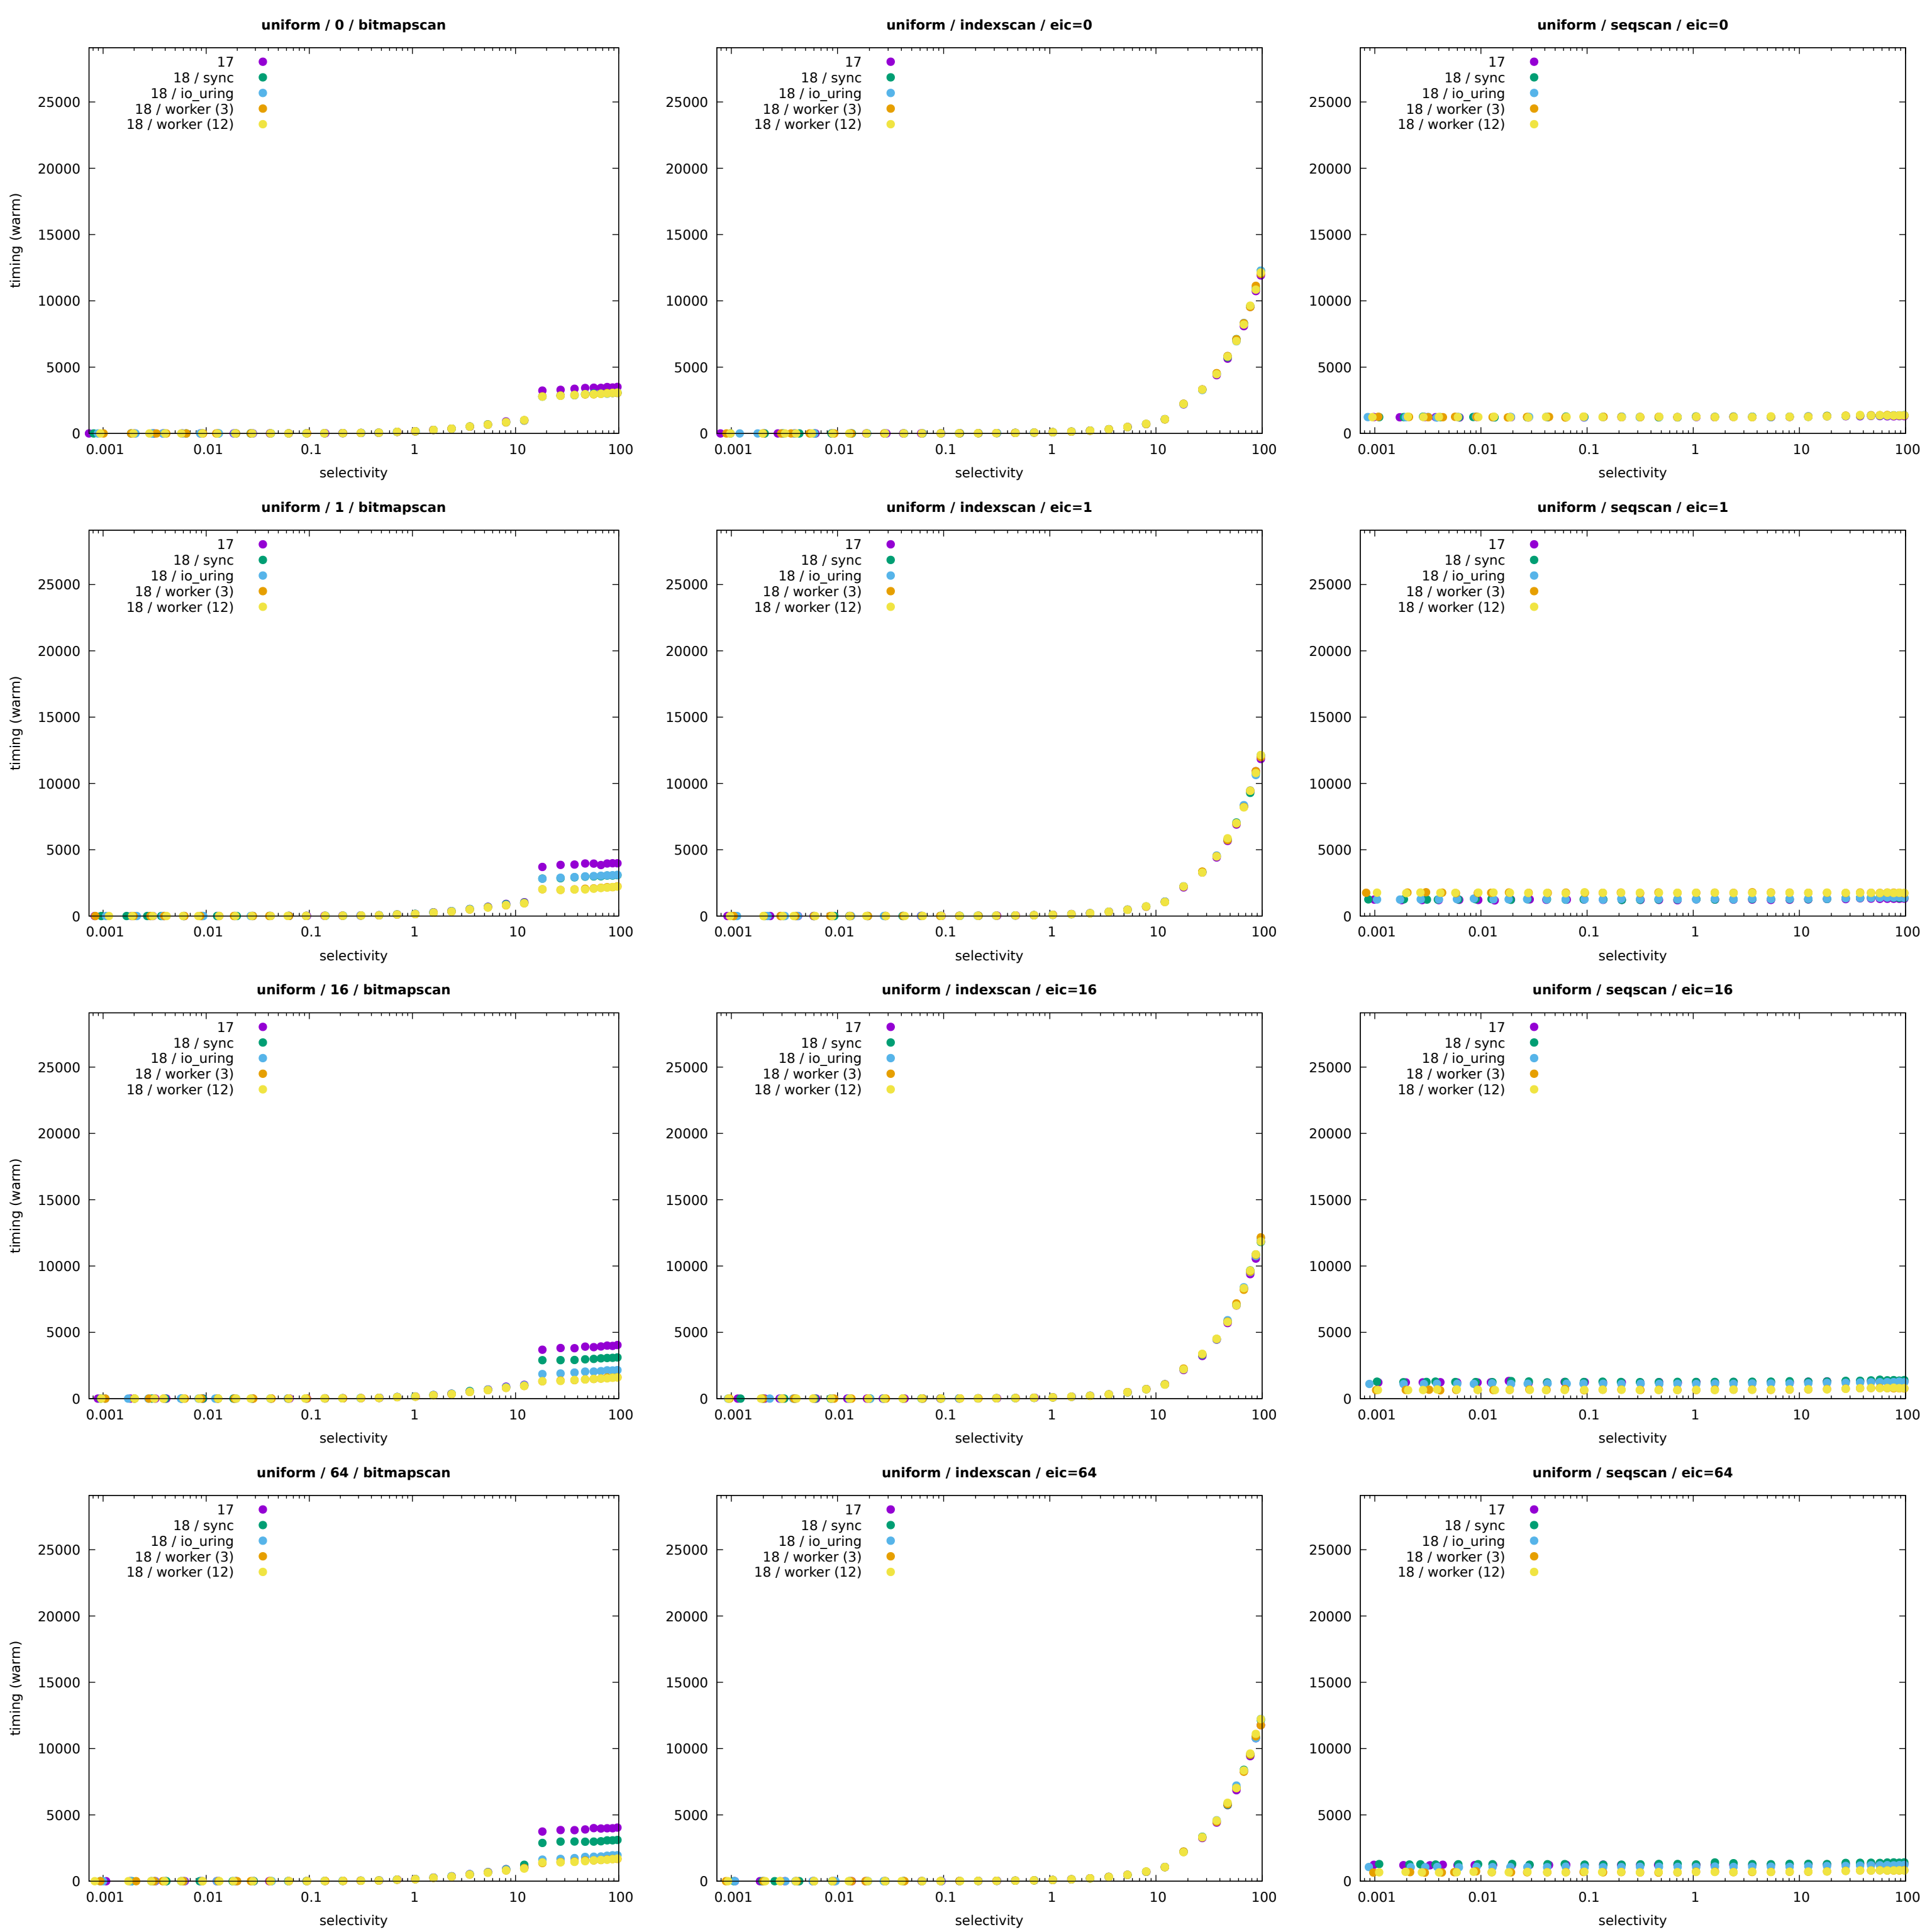 uniform / 0 / bitmapscan
17
18 / sync
18 / io_uring
18 / worker (3)
18 / worker (12)
timing (warm)
25000
20000
15000
10000
5000
0
0.001 0.01 0.1 1 10 100
selectivity
uniform / indexscan / eic=0
17
18 / sync
18 / io_uring
18 / worker (3)
18 / worker (12)
25000
20000
15000
10000
5000
0
0.001 0.01 0.1 1 10 100
selectivity
uniform / seqscan / eic=0
17
18 / sync
18 / io_uring
18 / worker (3)
18 / worker (12)
25000
20000
15000
10000
5000
0
0.001 0.01 0.1 1 10 100
selectivity
uniform / 1 / bitmapscan
17
18 / sync
18 / io_uring
18 / worker (3)
18 / worker (12)
timing (warm)
25000
20000
15000
10000
5000
0
0.001 0.01 0.1 1 10 100
selectivity
uniform / indexscan / eic=1
17
18 / sync
18 / io_uring
18 / worker (3)
18 / worker (12)
25000
20000
15000
10000
5000
0
0.001 0.01 0.1 1 10 100
selectivity
uniform / seqscan / eic=1
17
18 / sync
18 / io_uring
18 / worker (3)
18 / worker (12)
25000
20000
15000
10000
5000
0
0.001 0.01 0.1 1 10 100
selectivity
uniform / 16 / bitmapscan
17
18 / sync
18 / io_uring
18 / worker (3)
18 / worker (12)
timing (warm)
25000
20000
15000
10000
5000
0
0.001 0.01 0.1 1 10 100
selectivity
uniform / indexscan / eic=16
17
18 / sync
18 / io_uring
18 / worker (3)
18 / worker (12)
25000
20000
15000
10000
5000
0
0.001 0.01 0.1 1 10 100
selectivity
uniform / seqscan / eic=16
17
18 / sync
18 / io_uring
18 / worker (3)
18 / worker (12)
25000
20000
15000
10000
5000
0
0.001 0.01 0.1 1 10 100
selectivity
uniform / 64 / bitmapscan
17
18 / sync
18 / io_uring
18 / worker (3)
18 / worker (12)
timing (warm)
25000
20000
15000
10000
5000
0
0.001 0.01 0.1 1 10 100
selectivity
uniform / indexscan / eic=64
17
18 / sync
18 / io_uring
18 / worker (3)
18 / worker (12)
25000
20000
15000
10000
5000
0
0.001 0.01 0.1 1 10 100
selectivity
uniform / seqscan / eic=64
17
18 / sync
18 / io_uring
18 / worker (3)
18 / worker (12)
25000
20000
15000
10000
5000
0
0.001 0.01 0.1 1 10 100
selectivity